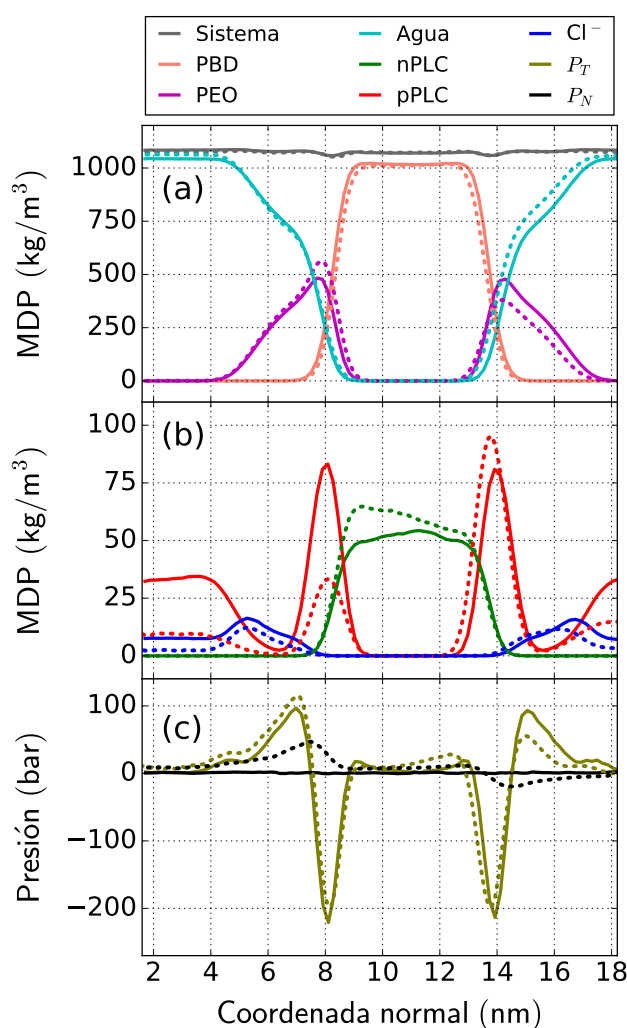 Sistema Agua Cl⁻
PBD nPLC P_T
PEO pPLC P_N
(a)
MDP (kg/m³)
1000
750
500
250
0
(b)
MDP (kg/m³)
100
75
50
25
0
(c)
Presión (bar)
100
0
−100
−200
2 4 6 8 10 12 14 16 18
Coordenada normal (nm)